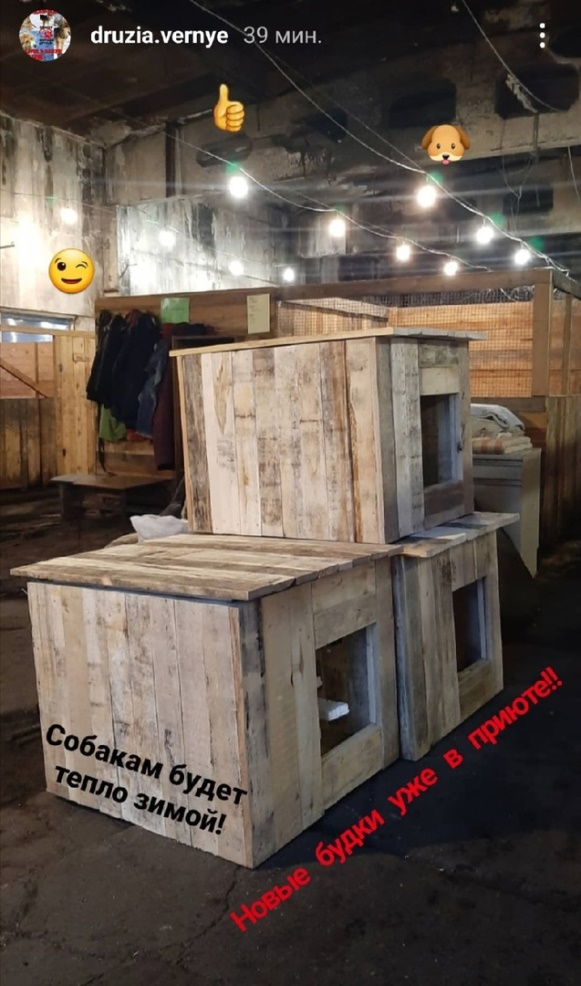 druzia.vernye 39 мин.
Собакам будет
тепло зимой!
Новые будки уже в приюте!!